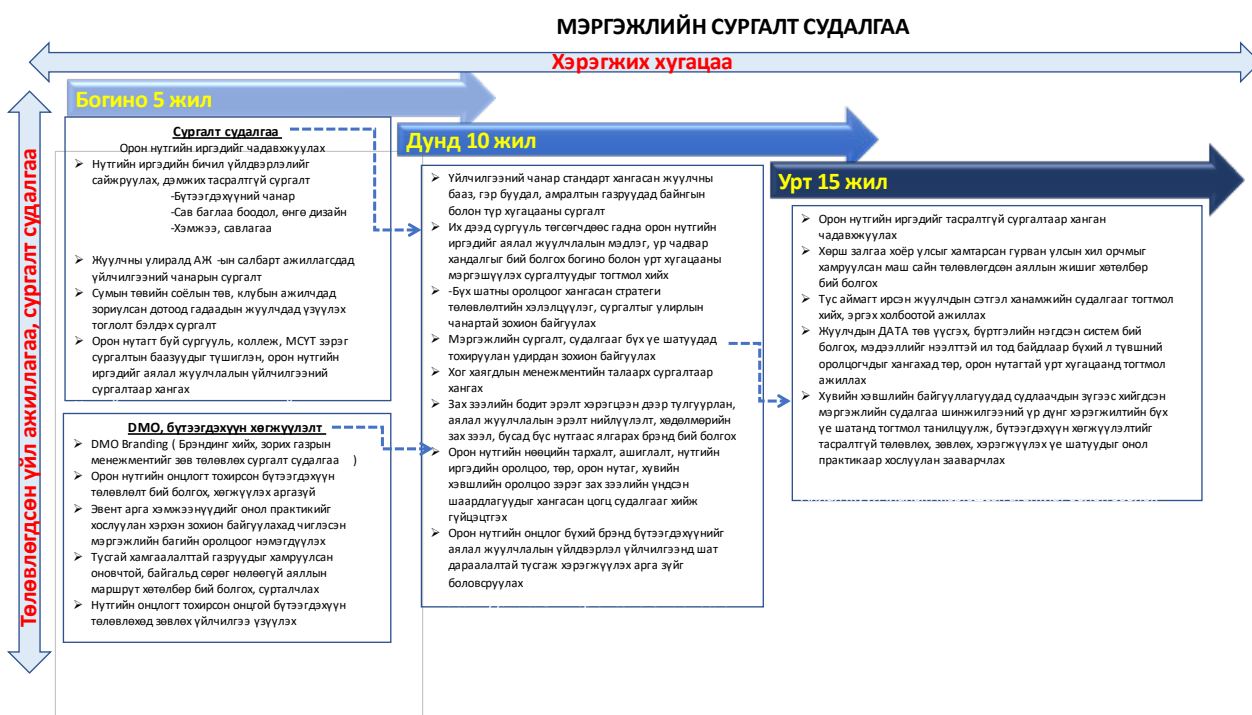 МЭРГЭЖЛИЙН СУРГАЛТ СУДАЛГАА
Хэрэгжих хугацаа
Төлөвлөгдсөн үйл ажиллагаа, сургалт судалгаа
Богино 5 жил
Сургалт судалгаа
Орон нутгийн иргэдийг чадавхжуулах
➢ Нутгийн иргэдийн бичил үйлдвэрлэлийг
сайжруулах, дэмжих тасралтгүй сургалт
-Бүтээгдэхүүний чанар
-Сав баглаа боодол, өнгө дизайн
-Хэмжээ, савлагаа
➢ Жуулчны улиралд АЖ -ын салбарт ажиллагсдад
үйлчилгээний чанарын сургалт
➢ Сумын төвийн соёлын төв, клубын ажилчдад
зориулсан дотоод гадаадын жуулчдад үзүүлэх
тоглолт бэлдэх сургалт
➢ Орон нутагт буй сургууль, коллеж, МСҮТ зэрэг
сургалтын баазуудыг түшиглэн, орон нутгийн
иргэдийг аялал жуулчлалын үйлчилгээний
сургалтаар хангах
DMO, бүтээгдэхүүн хөгжүүлэлт
➢ DMO Branding ( Брэндинг хийх, зорих газрын
менежментийг зөв төлөвлөх сургалт судалгаа )
➢ Орон нутгийн онцлогт тохирсон бүтээгдэхүүн
төлөвлөлт бий болгох, хөгжүүлэх аргазүй
➢ Эвент арга хэмжээнүүдийг онол практикийг
хослуулан хэрхэн зохион байгуулахад чиглэсэн
мэргэжлийн багийн оролцоог нэмэгдүүлэх
➢ Тусгай хамгаалалттай газруудыг хамруулсан
оновчтой, байгальд сөрөг нөлөөгүй аяллын
маршрут хөтөлбөр бий болгох, сурталчлах
➢ Нутгийн онцлогт тохирсон онцгой бүтээгдэхүүн
төлөвлөхөд зөвлөх үйлчилгээ үзүүлэх
Дунд 10 жил
➢ Үйлчилгээний чанар стандарт хангасан жуулчны
бааз, гэр буудал, амралтын газруудад байнгын
болон түр хугацааны сургалт
➢ Их дээд сургууль төгсөгчдөөс гадна орон нутгийн
иргэдийг аялал жуулчлалын мэдлэг, ур чадвар
хандалгыг бий болгох богино болон урт хугацааны
мэргэшүүлэх сургалтуудыг тогтмол хийх
➢ -Бүх шатны оролцоог хангасан стратеги
төлөвлөлтийн хэлэлцүүлэг, сургалтыг улирлын
чанартай зохион байгуулах
➢ Мэргэжлийн сургалт, судалгааг бүх үе шатуудад
тохируулан удирдан зохион байгуулах
➢ Хог хаягдлын менежментийн талаарх сургалтаар
хангах
➢ Зах зээлийн бодит эрэлт хэрэгцээн дээр тулгуурлан,
аялал жуулчлалын эрэлт нийлүүлэлт, хөдөлмөрийн
зах зээл, бусад бүс нутгаас ялгарах брэнд бий болгох
➢ Орон нутгийн нөөцийн тархалт, ашиглалт, нутгийн
иргэдийн оролцоо, төр, орон нутаг, хувийн
хэвшлийн оролцоо зэрэг зах зээлийн үндсэн
шаардлагуудыг хангасан цогц судалгааг хийж
гүйцэцтгэх
➢ Орон нутгийн онцлог бүхий брэнд бүтээгдэхүүнийг
аялал жуулчлалын үйлдвэрлэл үйлчилгээнд шат
дараалалтай тусгаж хэрэгжүүлэх арга зүйг
боловсруулах
Урт 15 жил
➢ Орон нутгийн иргэдийг тасралтгүй сургалтаар ханган
чадавхжуулах
➢ Хөрш залгаа хоёр улсыг хамтарсан гурван улсын хил орчмыг
хамруулсан маш сайн төлөвлөгдсөн аяллын жишиг хөтөлбөр
бий болгох
➢ Тус аймагт ирсэн жуулчдын сэтгэл ханамжийн судалгааг тогтмол
хийх, эргэх холбоотой ажиллах
➢ Жуулчдын ДАТА төв үүсгэх, бүртгэлийн нэгдсэн систем бий
болгох, мэдээллийг нээлттэй ил тод байдлаар бүхий л түвшний
оролцогчдыг хангахад төр, орон нутагтай урт хугацаанд тогтмол
ажиллах
➢ Хувийн хэвшлийн байгууллагуудад судлаачдын зүгээс хийгдсэн
мэргэжлийн судалгаа шинжилгээний үр дүнг хэрэгжилтийн бүх
үе шатанд тогтмол танилцуулж, бүтээгдэхүүн хөгжүүлэлтийг
тасралтгүй төлөвлөх, зөвлөх, хэрэгжүүлэх үе шатуудыг онол
практикаар хослуулан зааварчлах